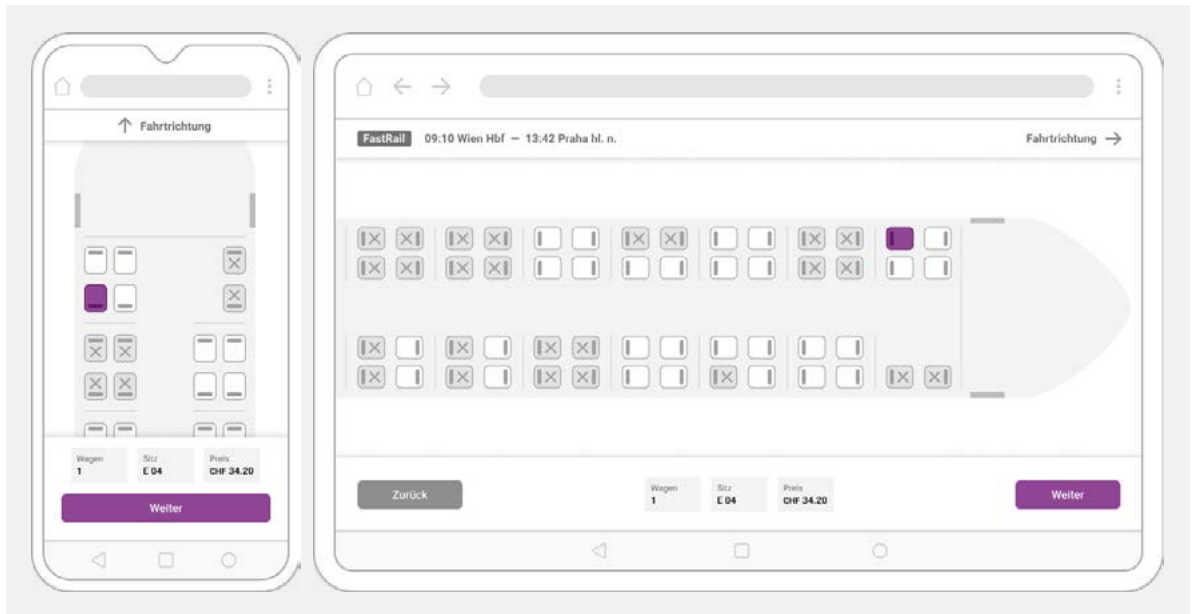 Fahrtrichtung
Wagen Sitz Preis
1 E 04 CHF 34.20
Weiter
FastRail 09:10 Wien Hbf – 13:42 Praha hl. n. Fahrtrichtung
Zurück
Wagen Sitz Preis
1 E 04 CHF 34.20
Weiter